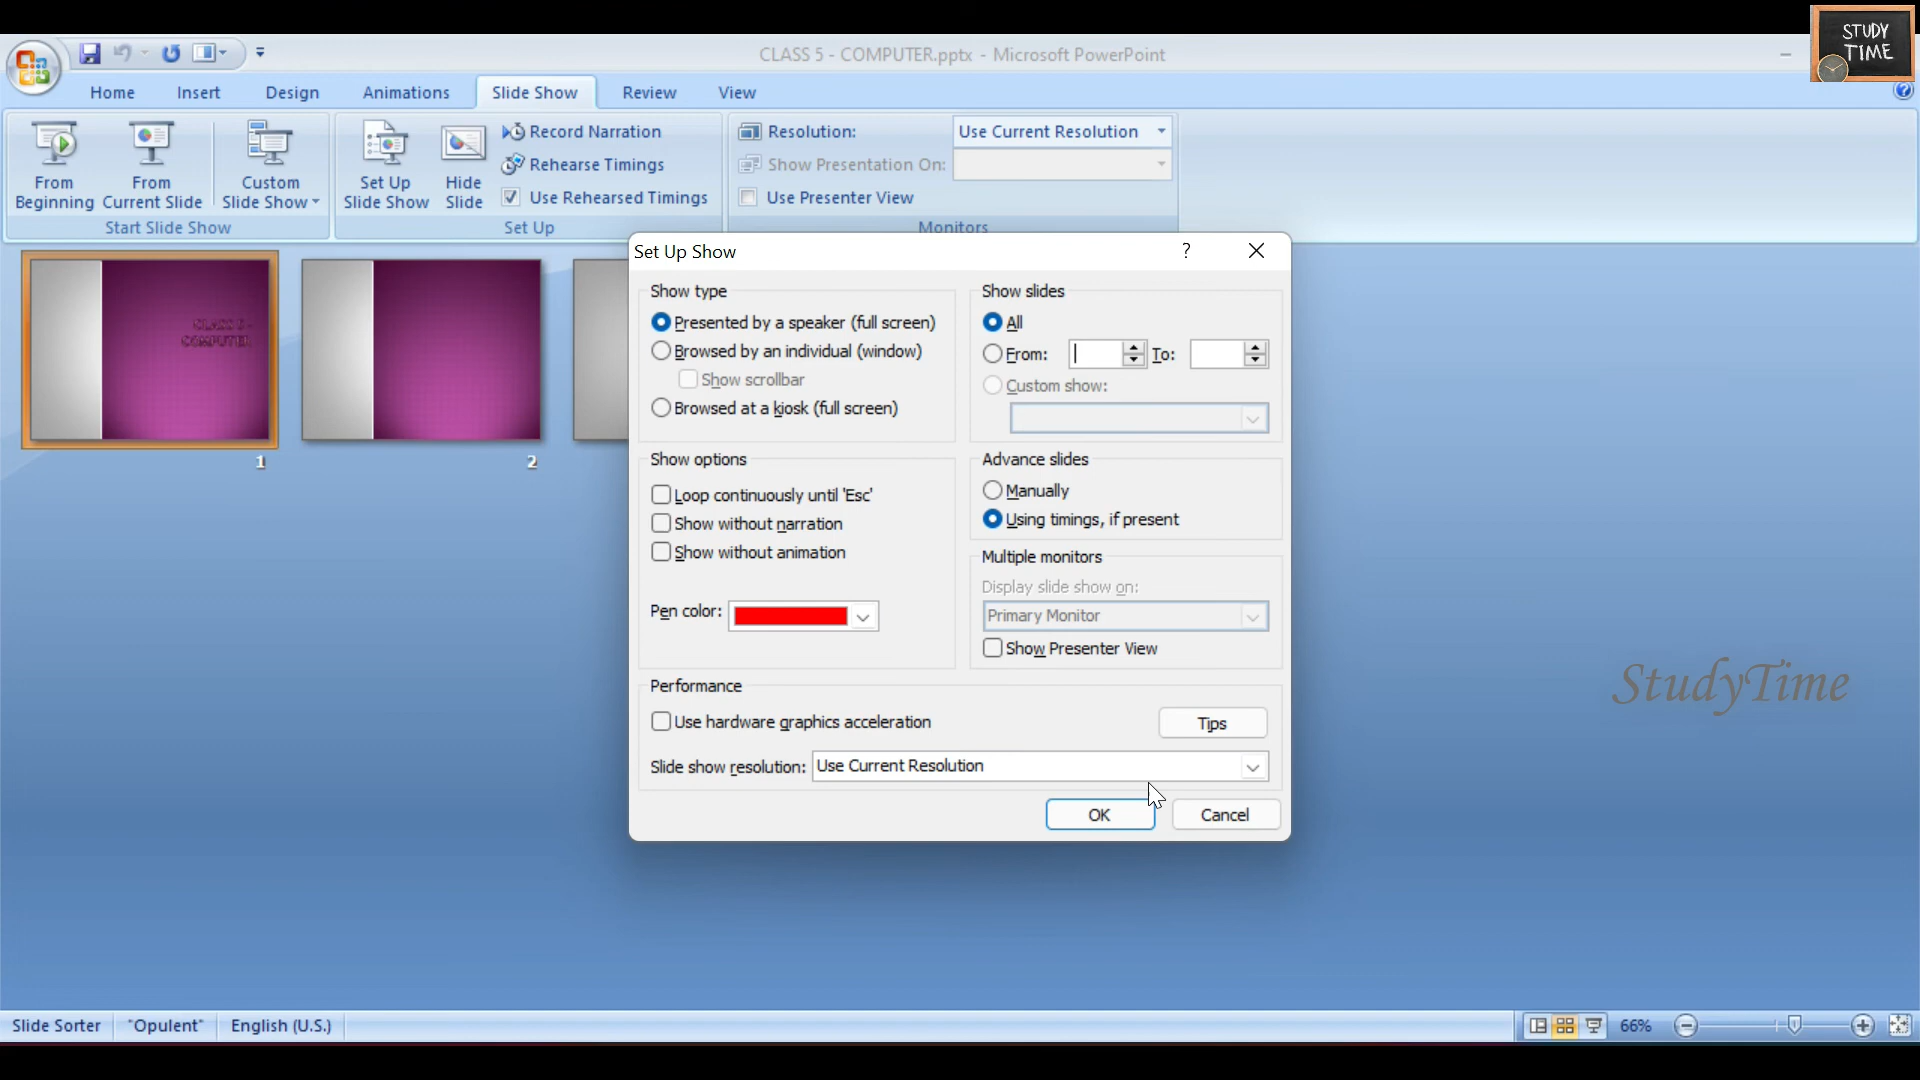 STUDY
TIME
CLASS 5 - COMPUTER.pptx - Microsoft PowerPoint
Home Insert Design Animations Slide Show Review View
From Beginning
From Current Slide
Custom Slide Show
Start Slide Show
Set Up Slide Show
Hide Slide
Record Narration
Rehearse Timings
Use Rehearsed Timings
Set Up
Resolution: Use Current Resolution
Show Presentation On:
Use Presenter View
Monitors
CLASS 5 -
COMPUTER
1
2
Set Up Show ?
Show type
Presented by a speaker (full screen)
Browsed by an individual (window)
Show scrollbar
Browsed at a kiosk (full screen)
Show slides
All
From: To:
Custom show:
Show options
Loop continuously until 'Esc'
Show without narration
Show without animation
Pen color:
Advance slides
Manually
Using timings, if present
Multiple monitors
Display slide show on:
Primary Monitor
Show Presenter View
Performance
Use hardware graphics acceleration
Tips
Slide show resolution: Use Current Resolution
OK Cancel
StudyTime
Slide Sorter "Opulent" English (U.S.) 66%